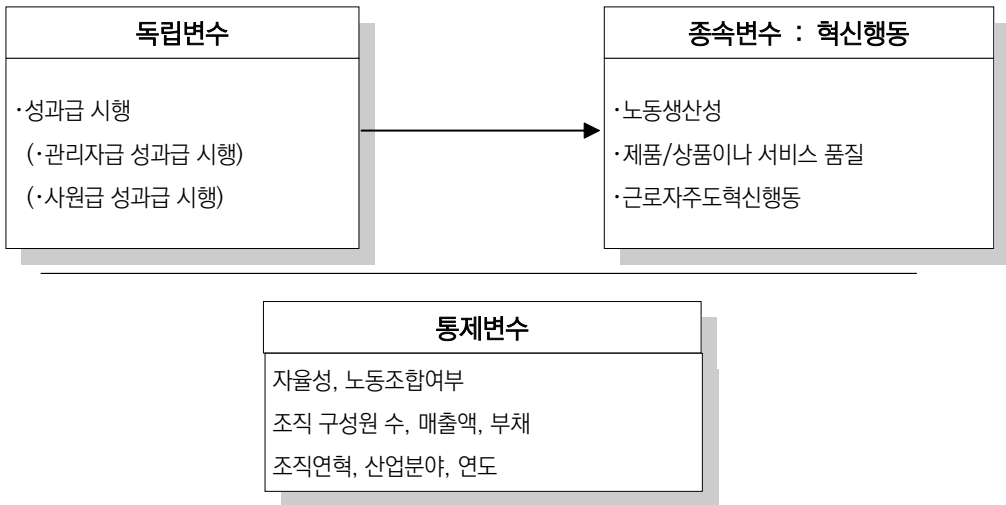 독립변수
·성과급 시행
(·관리자급 성과급 시행)
(·사원급 성과급 시행)
종속변수 : 혁신행동
·노동생산성
·제품/상품이나 서비스 품질
·근로자주도혁신행동
통제변수
자율성, 노동조합여부
조직 구성원 수, 매출액, 부채
조직연혁, 산업분야, 연도